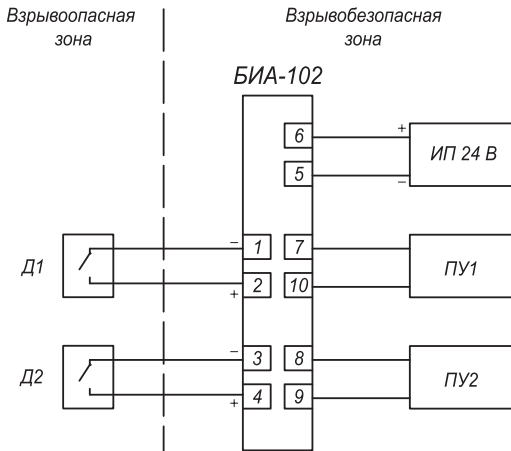 Взрывоопасная
зона
Взрывобезопасная
зона
БИА-102
6
+
ИП 24 В
5
–
Д1
–
1
7
ПУ1
+
2
10
Д2
–
3
8
ПУ2
+
4
9